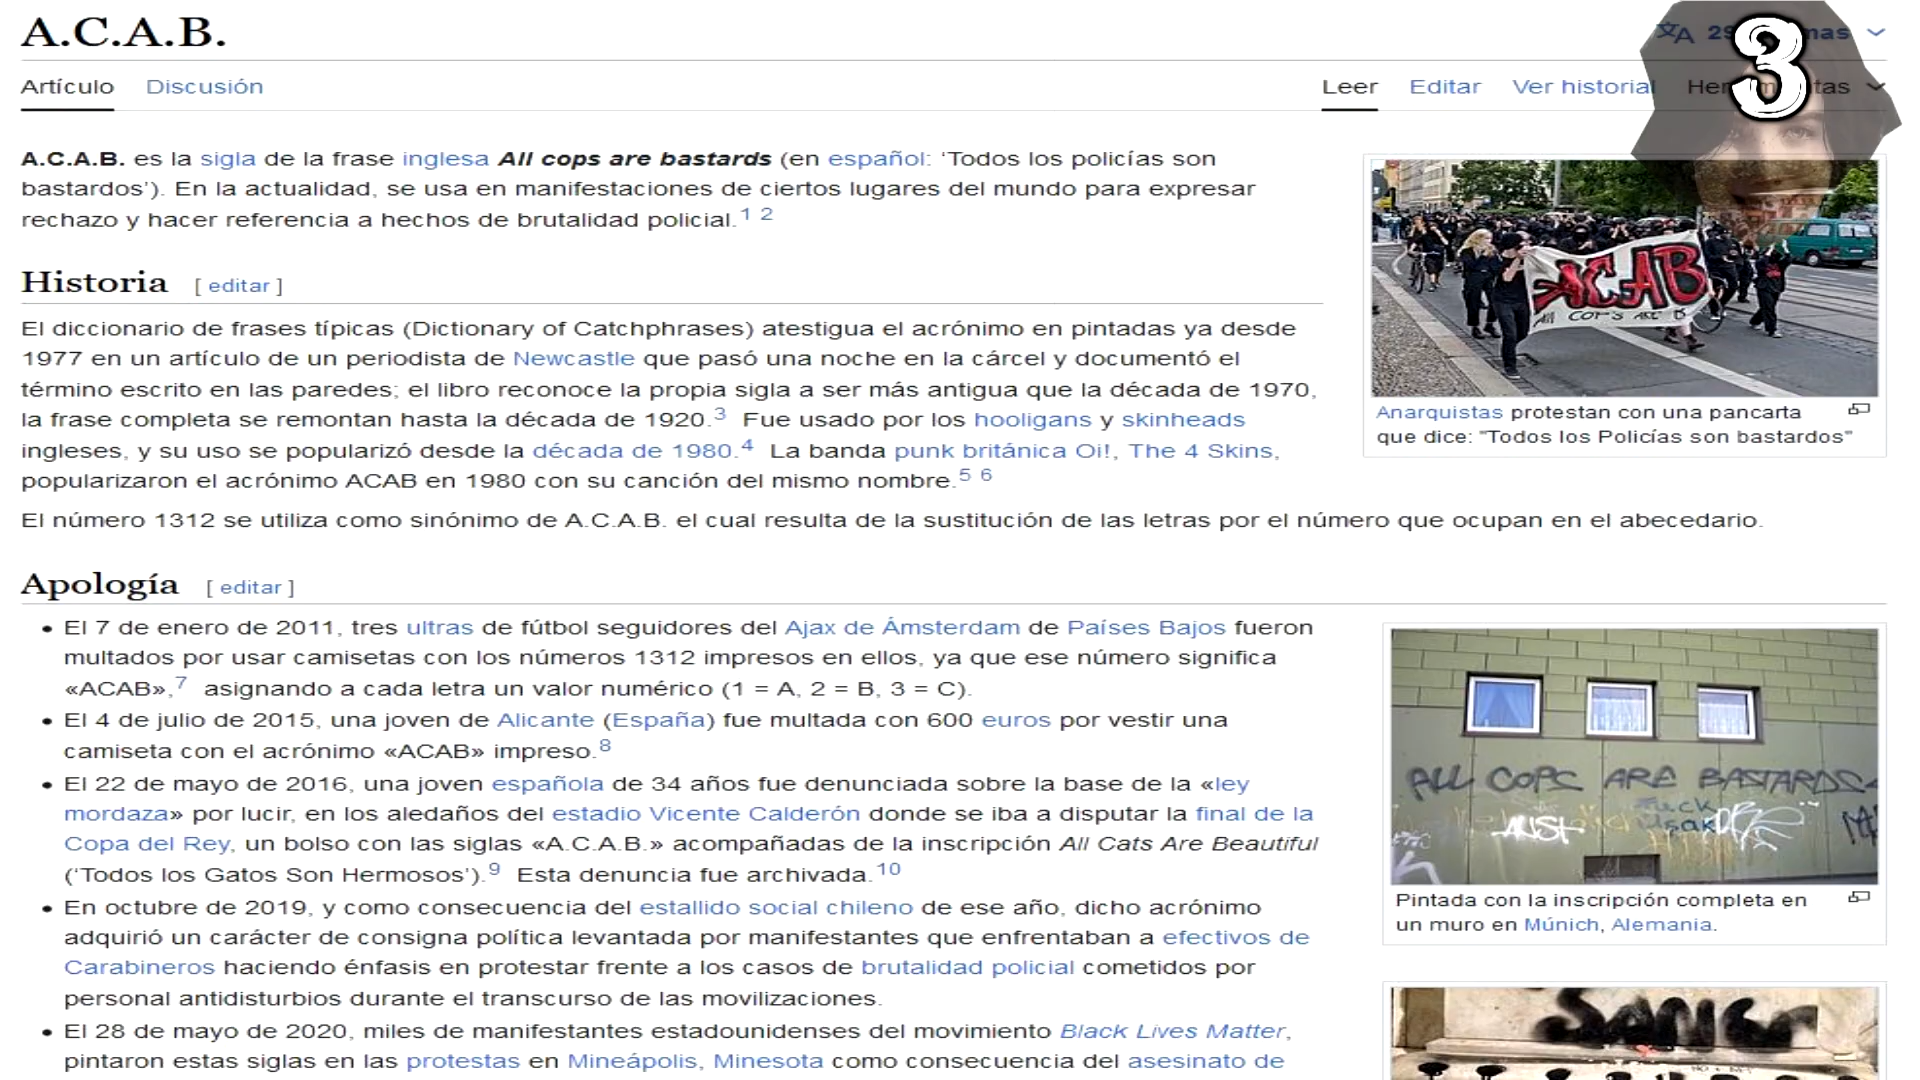 A.C.A.B.
3
Artículo Discusión Leer Editar Ver historial
A.C.A.B. es la sigla de la frase inglesa All cops are bastards (en español: ‘Todos los policías son
bastardos’). En la actualidad, se usa en manifestaciones de ciertos lugares del mundo para expresar
rechazo y hacer referencia a hechos de brutalidad policial.1 2
Historia [ editar ]
El diccionario de frases típicas (Dictionary of Catchphrases) atestigua el acrónimo en pintadas ya desde
1977 en un artículo de un periodista de Newcastle que pasó una noche en la cárcel y documentó el
término escrito en las paredes; el libro reconoce la propia sigla a ser más antigua que la década de 1970,
la frase completa se remontan hasta la década de 1920.3 Fue usado por los hooligans y skinheads
ingleses, y su uso se popularizó desde la década de 1980.4 La banda punk británica Oi!, The 4 Skins,
popularizaron el acrónimo ACAB en 1980 con su canción del mismo nombre.5 6
El número 1312 se utiliza como sinónimo de A.C.A.B. el cual resulta de la sustitución de las letras por el número que ocupan en el abecedario.
ACAB
All COPS ARE
Anarquistas protestan con una pancarta
que dice: "Todos los Policías son bastardos"
Apología [ editar ]
• El 7 de enero de 2011, tres ultras de fútbol seguidores del Ajax de Ámsterdam de Países Bajos fueron
multados por usar camisetas con los números 1312 impresos en ellos, ya que ese número significa
«ACAB»,7 asignando a cada letra un valor numérico (1 = A, 2 = B, 3 = C).
• El 4 de julio de 2015, una joven de Alicante (España) fue multada con 600 euros por vestir una
camiseta con el acrónimo «ACAB» impreso.8
• El 22 de mayo de 2016, una joven española de 34 años fue denunciada sobre la base de la «ley
mordaza» por lucir, en los aledaños del estadio Vicente Calderón donde se iba a disputar la final de la
Copa del Rey, un bolso con las siglas «A.C.A.B.» acompañadas de la inscripción All Cats Are Beautiful
(‘Todos los Gatos Son Hermosos’).9 Esta denuncia fue archivada.10
• En octubre de 2019, y como consecuencia del estallido social chileno de ese año, dicho acrónimo
adquirió un carácter de consigna política levantada por manifestantes que enfrentaban a efectivos de
Carabineros haciendo énfasis en protestar frente a los casos de brutalidad policial cometidos por
personal antidisturbios durante el transcurso de las movilizaciones.
• El 28 de mayo de 2020, miles de manifestantes estadounidenses del movimiento Black Lives Matter,
pintaron estas siglas en las protestas en Mineápolis, Minesota como consecuencia del asesinato de
ALL COPS ARE BASTARDS
Pintada con la inscripción completa en
un muro en Múnich, Alemania.